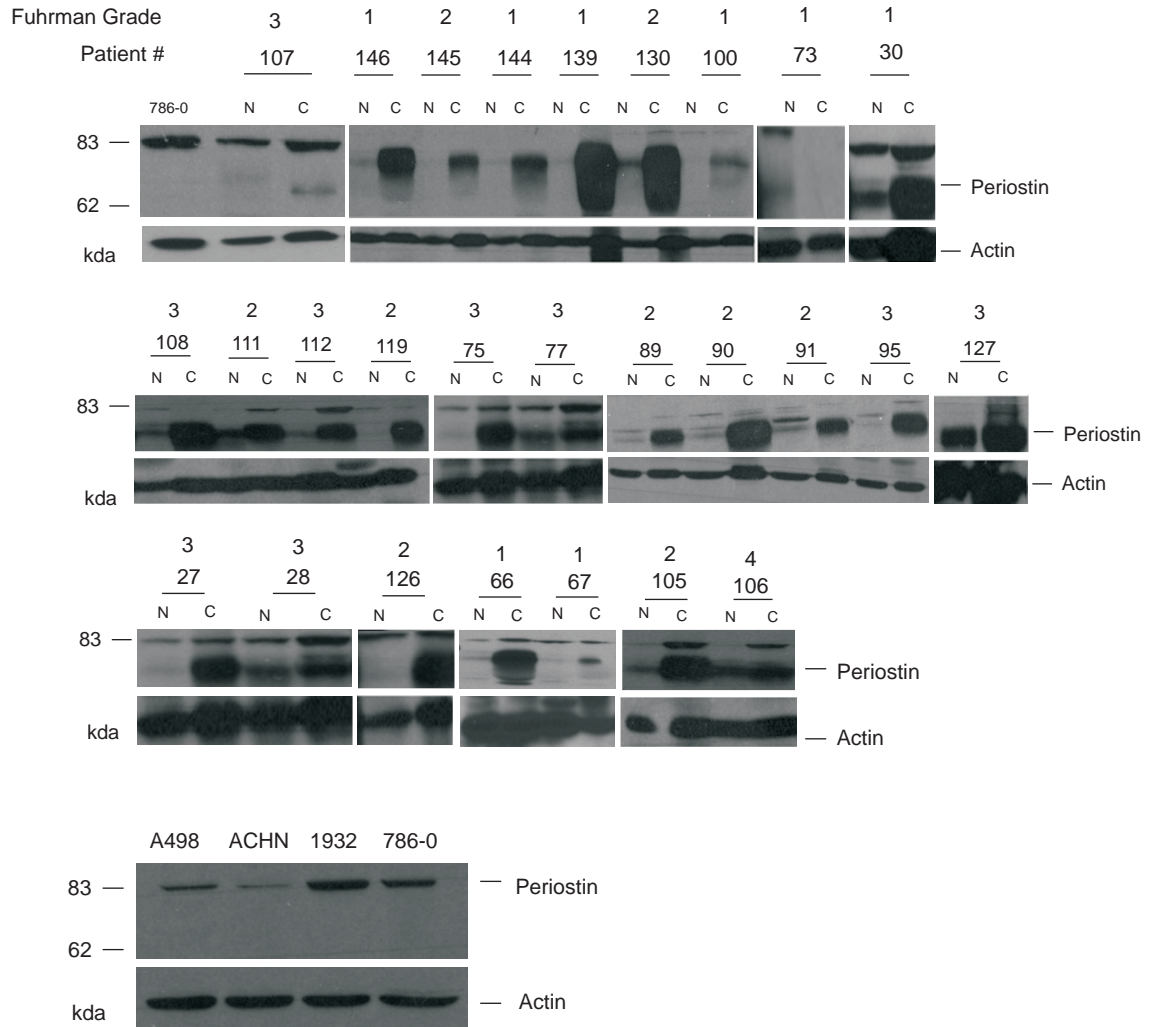 Fuhrman Grade 3 1 2 1 1 2 1 1 1
Patient # 107 146 145 144 139 130 100 73 30
786-0 N C N C N C N C N C N C N C N C N C
83
Periostin
62
Actin
kda
3 2 3 2 3 3 2 2 2 3 3
108 111 112 119 75 77 89 90 91 95 127
N C N C N C N C N C N C N C N C N C N C N C
83
Periostin
Actin
kda
3 3 2 1 1 2 4
27 28 126 66 67 105 106
N C N C N C N C N C N C N C
83
Periostin
kda
Actin
A498 ACHN 1932 786-0
83 Periostin
62
Actin
kda